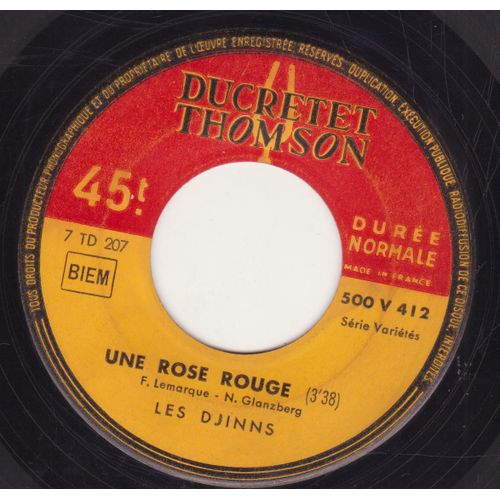 TOUS DROITS DU PRODUCTEUR PHONOGRAPHIQUE ET DU PROPRIÉTAIRE DE L'ŒUVRE ENREGISTRÉE, RÉSERVÉS, DUPLICATION, EXÉCUTION PUBLIQUE, RADIODIFFUSION DE CE DISQUE, INTERDITES.
DUCRETET
THOMSON
45t.
DURÉE
NORMALE
MADE IN FRANCE
7 TD 207
BIEM
500 V 412
Série Variétés
UNE ROSE ROUGE (3'38)
F. Lemarque - N. Glanzberg
LES DJINNS